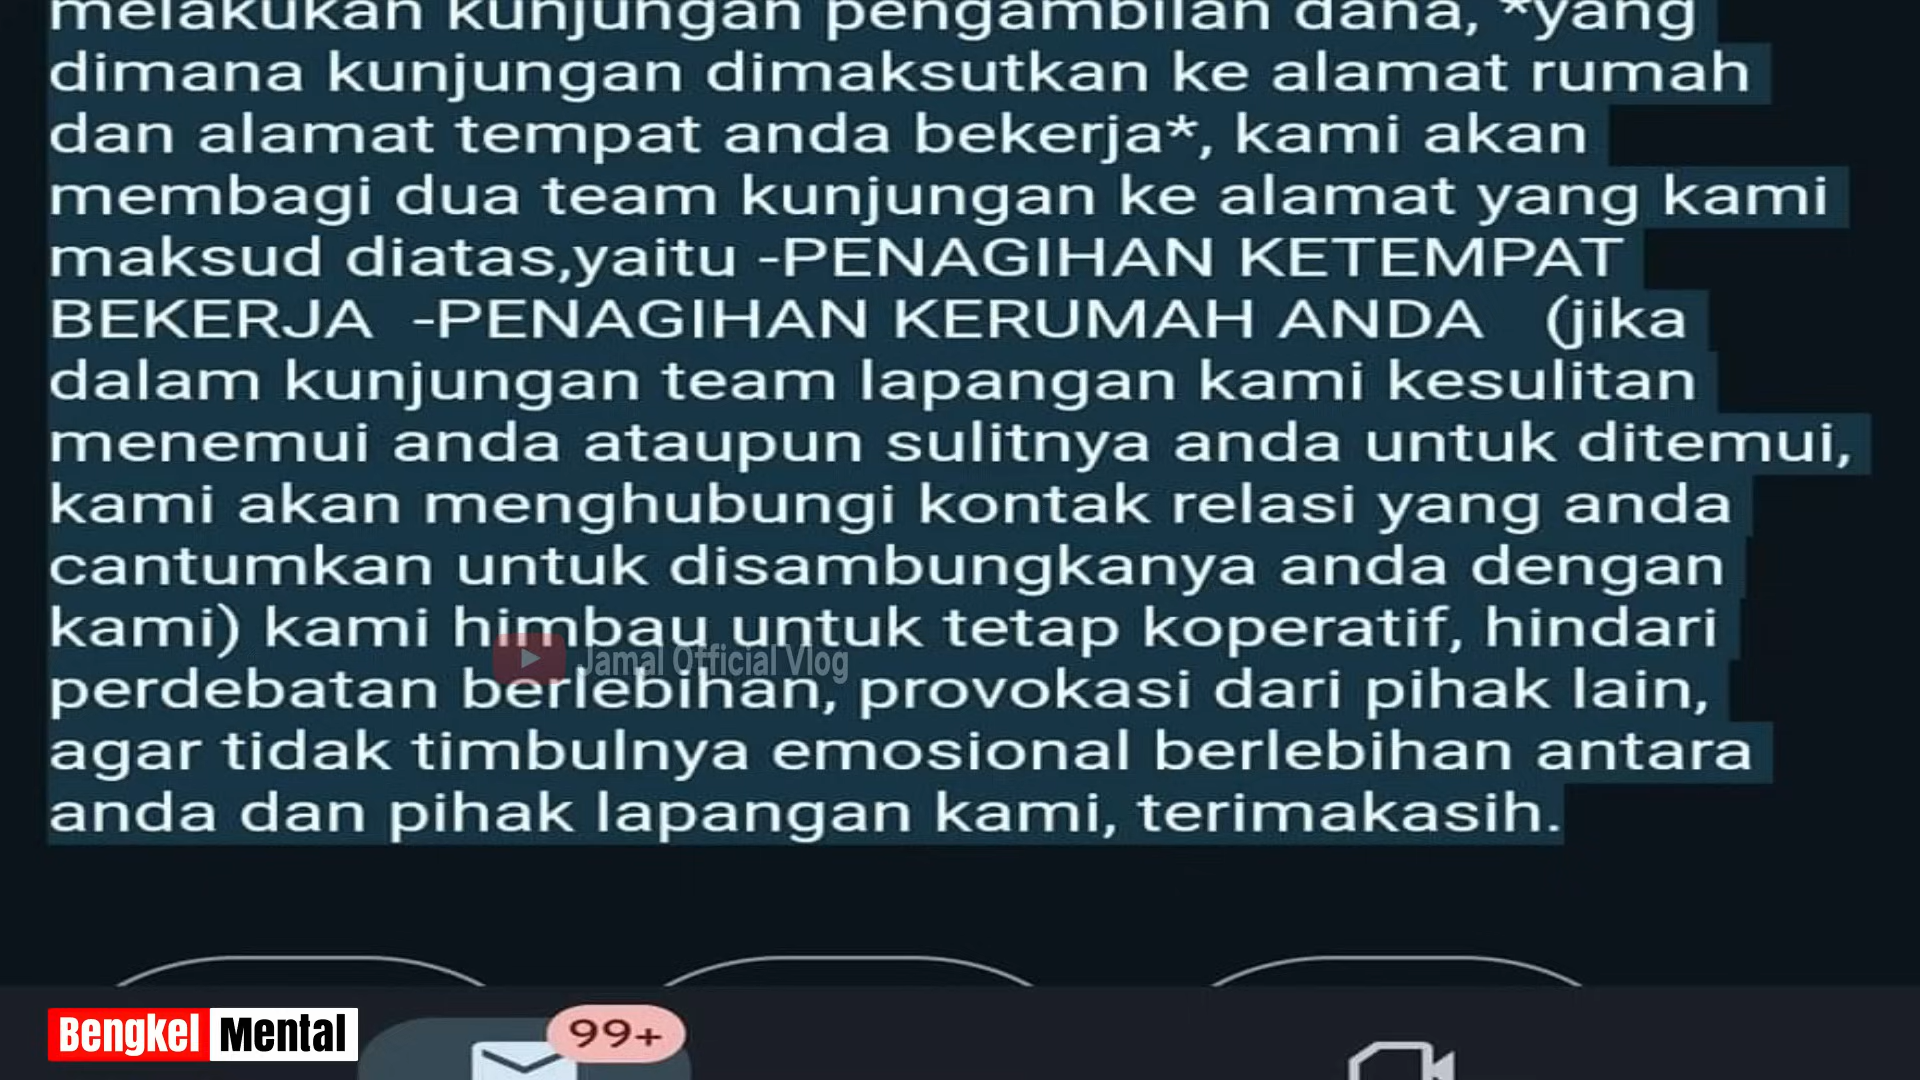 melakukan kunjungan pengambilan dana, *yang
dimana kunjungan dimaksutkan ke alamat rumah
dan alamat tempat anda bekerja*, kami akan
membagi dua team kunjungan ke alamat yang kami
maksud diatas,yaitu -PENAGIHAN KETEMPAT
BEKERJA  -PENAGIHAN KERUMAH ANDA   (jika
dalam kunjungan team lapangan kami kesulitan
menemui anda ataupun sulitnya anda untuk ditemui,
kami akan menghubungi kontak relasi yang anda
cantumkan untuk disambungkanya anda dengan
kami) kami himbau untuk tetap koperatif, hindari
Jamal Official Vlog
perdebatan berlebihan, provokasi dari pihak lain,
agar tidak timbulnya emosional berlebihan antara
anda dan pihak lapangan kami, terimakasih.
99+
Bengkel Mental